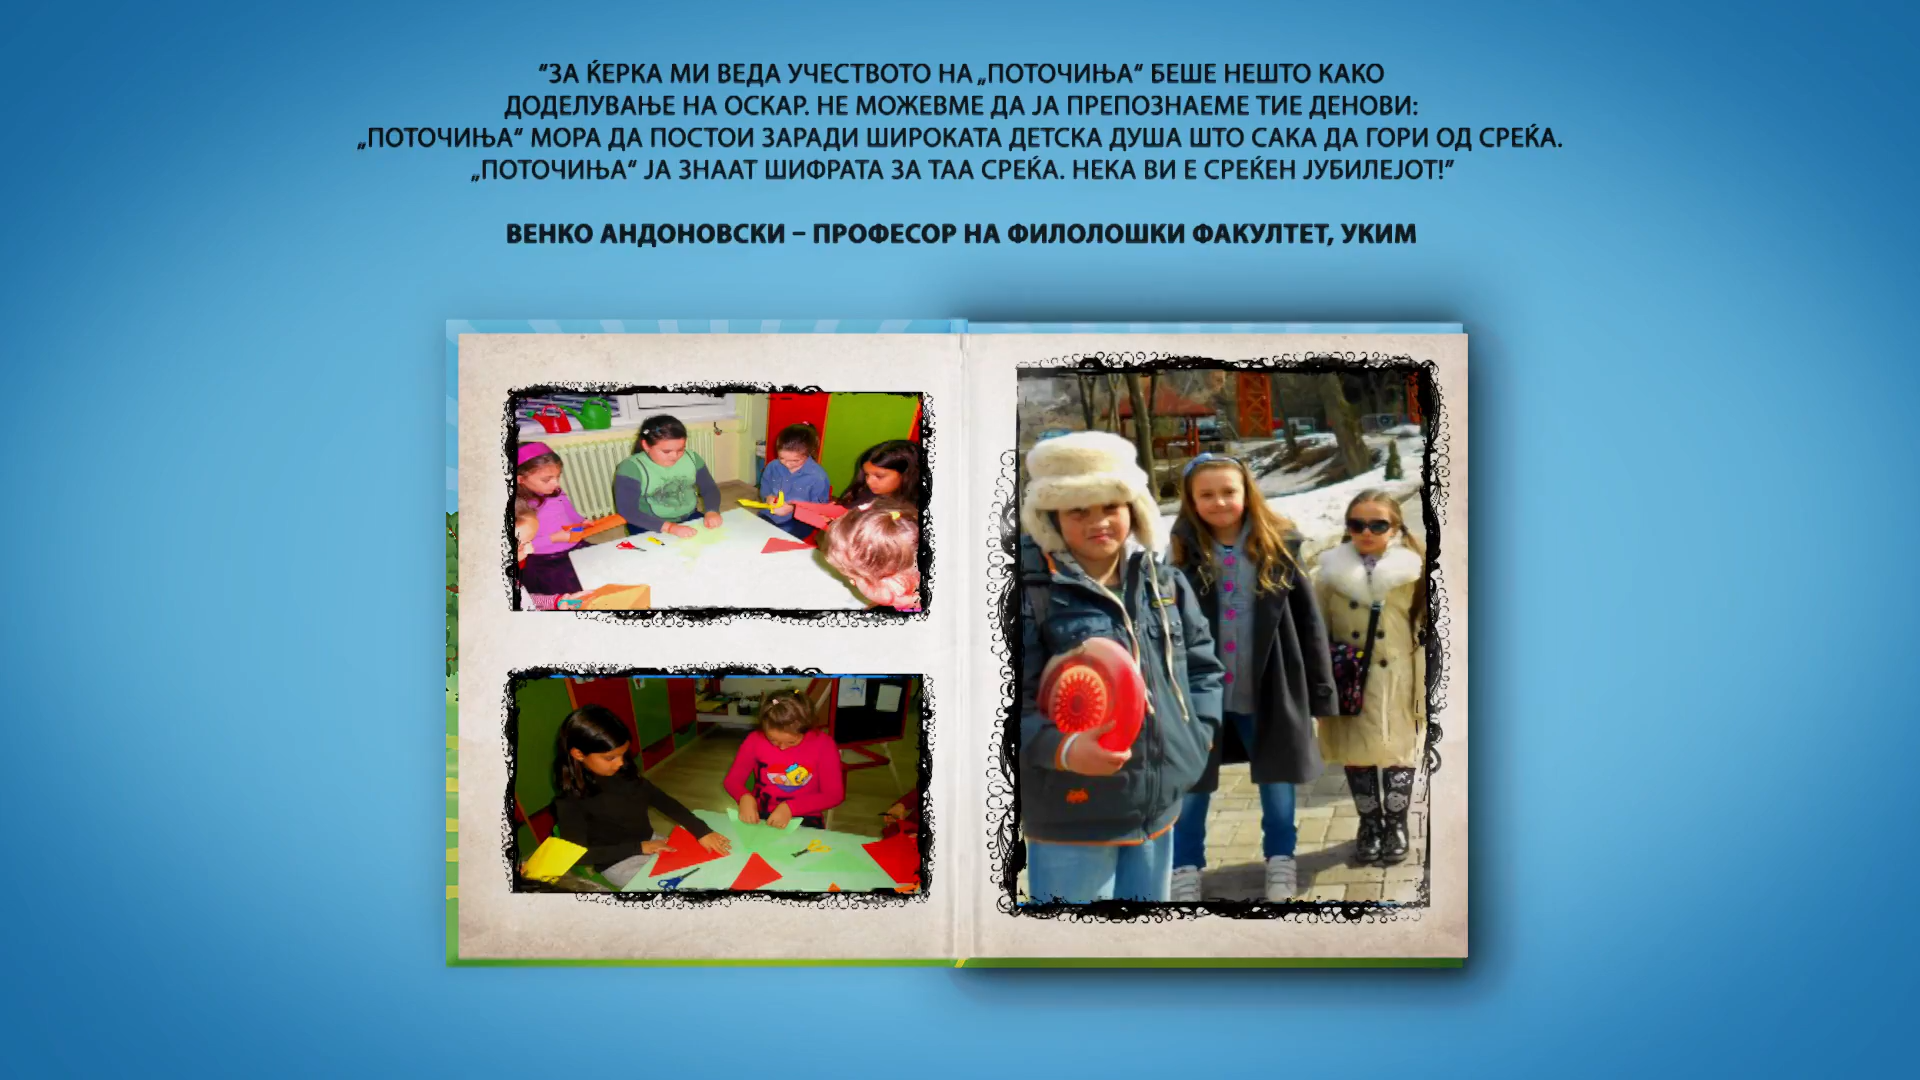 “ЗА ЌЕРКА МИ ВЕДА УЧЕСТВОТО НА „ПОТОЧИЊА“ БЕШЕ НЕШТО КАКО
ДОДЕЛУВАЊЕ НА ОСКАР. НЕ МОЖЕВМЕ ДА ЈА ПРЕПОЗНАЕМЕ ТИЕ ДЕНОВИ:
„ПОТОЧИЊА“ МОРА ДА ПОСТОИ ЗАРАДИ ШИРОКАТА ДЕТСКА ДУША ШТО САКА ДА ГОРИ ОД СРЕЌА.
„ПОТОЧИЊА“ ЈА ЗНААТ ШИФРАТА ЗА ТАА СРЕЌА. НЕКА ВИ Е СРЕЌЕН ЈУБИЛЕЈОТ!”
ВЕНКО АНДОНОВСКИ – ПРОФЕСОР НА ФИЛОЛОШКИ ФАКУЛТЕТ, УКИМ